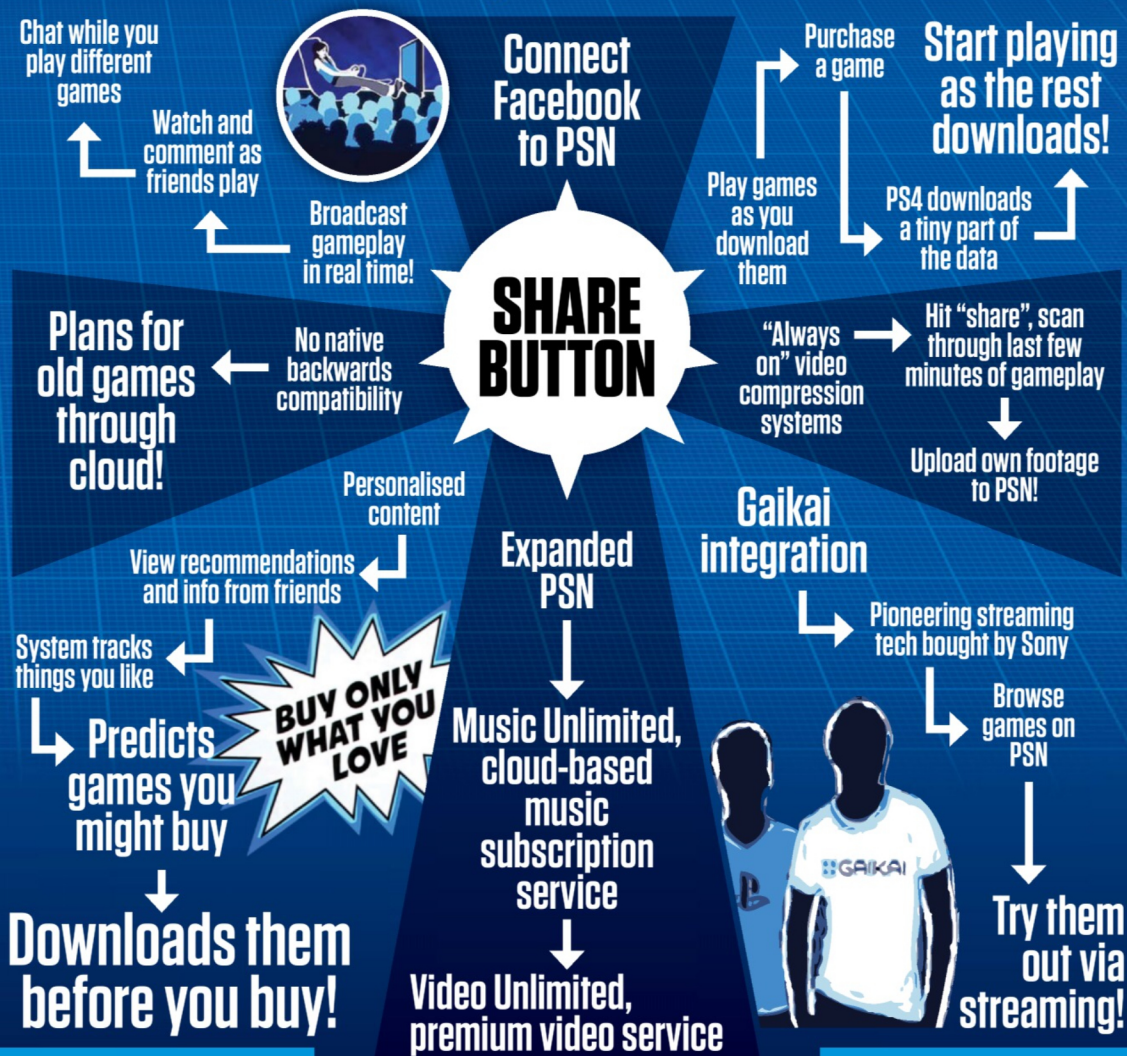 Chat while you
play different
games
Watch and
comment as
friends play
Broadcast
gameplay
in real time!
Connect
Facebook
to PSN
Play games
as you
download
them
Purchase
a game
PS4 downloads
a tiny part of
the data
Start playing
as the rest
downloads!
SHARE
BUTTON
Plans for
old games
through
cloud!
No native
backwards
compatibility
“Always
on” video
compression
systems
Hit “share”, scan
through last few
minutes of gameplay
Upload own footage
to PSN!
Personalised
content
View recommendations
and info from friends
System tracks
things you like
Predicts
games you
might buy
Downloads them
before you buy!
BUY ONLY
WHAT YOU
LOVE
Expanded
PSN
Music Unlimited,
cloud-based
music
subscription
service
Video Unlimited,
premium video service
Gaikai
integration
Pioneering streaming
tech bought by Sony
Browse
games on
PSN
Try them
out via
streaming!
GAIKAI